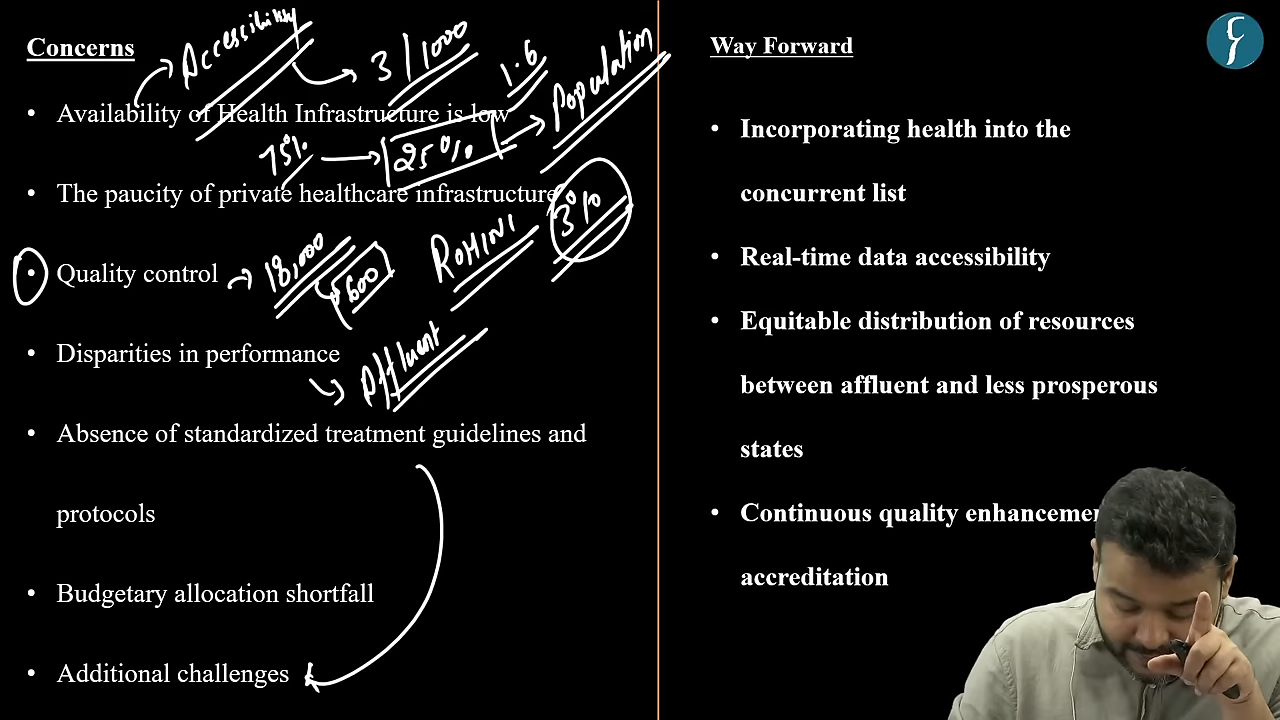 Concerns
Accessibility
3/1000
1.6
Population
• Availability of Health Infrastructure is low
75%
25%
• The paucity of private healthcare infrastructure
3%
ROHINI
• Quality control
18,000
600
• Disparities in performance
Affluent
• Absence of standardized treatment guidelines and
protocols
• Budgetary allocation shortfall
• Additional challenges
Way Forward
• Incorporating health into the
concurrent list
• Real-time data accessibility
• Equitable distribution of resources
between affluent and less prosperous
states
• Continuous quality
accreditation